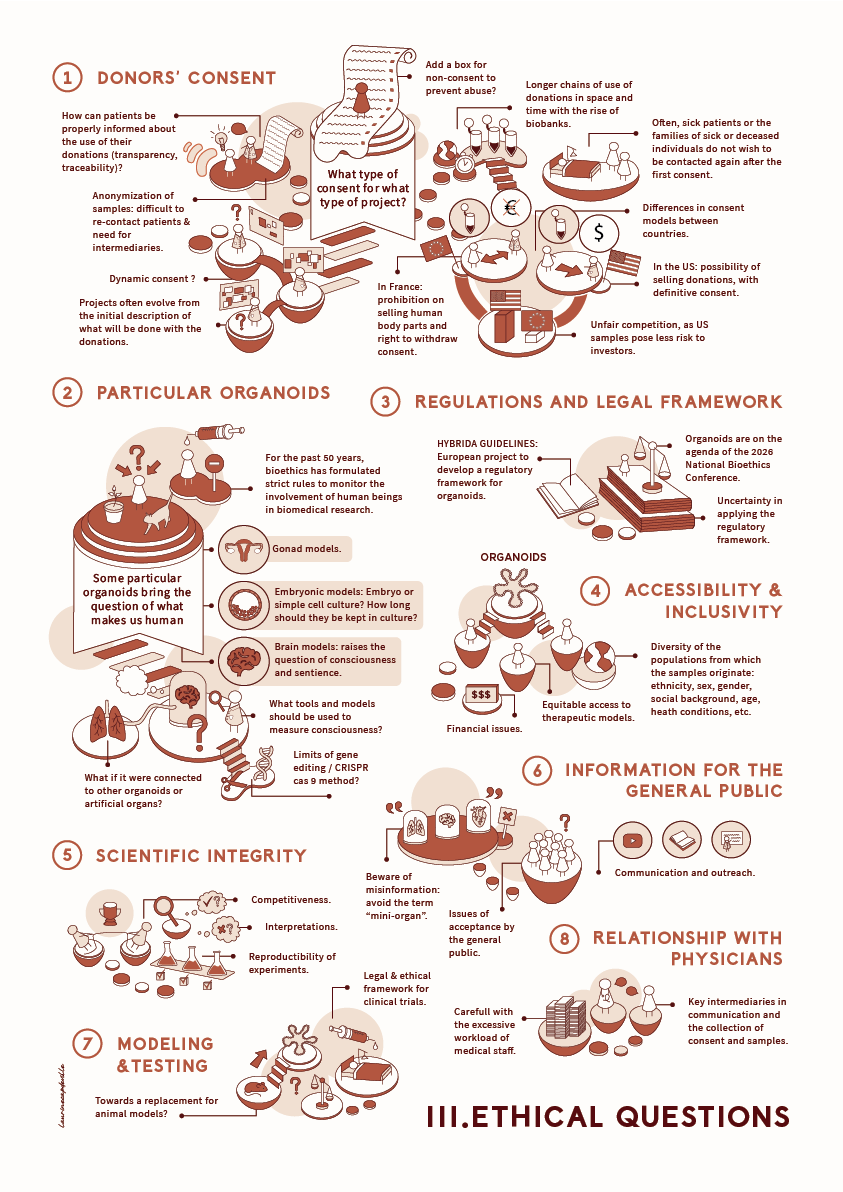 1 DONORS' CONSENT
How can patients be
properly informed about
the use of their
donations (transparency,
traceability)?
Anonymization of
samples: difficult to
re-contact patients &
need for
intermediaries.
Dynamic consent ?
Projects often evolve from
the initial description of
what will be done with the
donations.
?
?
What type of
consent for what
type of project?
Add a box for
non-consent to
prevent abuse?
Longer chains of use of
donations in space and
time with the rise of
biobanks.
Often, sick patients or the
families of sick or deceased
individuals do not wish to
be contacted again after the
first consent.
Differences in consent
models between
countries.
€
$
In the US: possibility of
selling donations, with
definitive consent.
In France:
prohibition on
selling human
body parts and
right to withdraw
consent.
Unfair competition, as US
samples pose less risk to
investors.
2 PARTICULAR ORGANOIDS
?
For the past 50 years,
bioethics has formulated
strict rules to monitor the
involvement of human beings
in biomedical research.
Some particular
organoids bring the
question of what
makes us human
Gonad models.
Embryonic models: Embryo or
simple cell culture? How long
should they be kept in culture?
Brain models: raises the
question of consciousness
and sentience.
?
What tools and models
should be used to
measure consciousness?
Limits of gene
editing / CRISPR
cas 9 method?
What if it were connected
to other organoids or
artificial organs?
3 REGULATIONS AND LEGAL FRAMEWORK
HYBRIDA GUIDELINES:
European project to
develop a regulatory
framework for
organoids.
Organoids are on the
agenda of the 2026
National Bioethics
Conference.
Uncertainty in
applying the
regulatory
framework.
4 ACCESSIBILITY &
INCLUSIVITY
ORGANOIDS
$$$
Financial issues.
Equitable access to
therapeutic models.
Diversity of the
populations from which
the samples originate:
ethnicity, sex, gender,
social background, age,
heath conditions, etc.
5 SCIENTIFIC INTEGRITY
?
?
Competitiveness.
Interpretations.
Reproductibility of
experiments.
6 INFORMATION FOR THE
GENERAL PUBLIC
“ ”
?
Beware of
misinformation:
avoid the term
“mini-organ”.
Issues of
acceptance by
the general
public.
Communication and outreach.
7 MODELING
&TESTING
Legal & ethical
framework for
clinical trials.
?
Towards a replacement for
animal models?
8 RELATIONSHIP WITH
PHYSICIANS
Carefull with
the excessive
workload of
medical staff.
Key intermediaries in
communication and
the collection of
consent and samples.
III.ETHICAL QUESTIONS